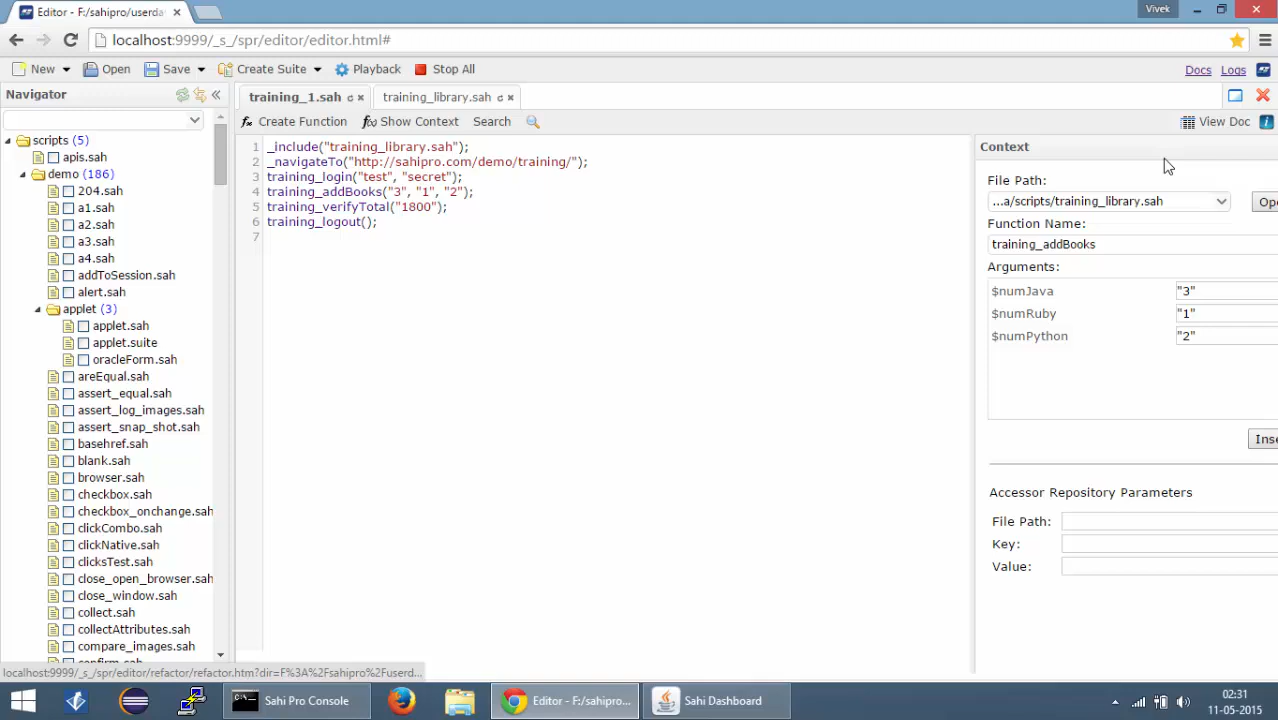 Editor - F:/sahipro/userda
Vivek
localhost:9999/_s_/spr/editor/editor.html#
New
Open
Save
Create Suite
Playback
Stop All
Docs
Logs
Navigator
training_1.sah
training_library.sah
Create Function
Show Context
Search
View Doc
scripts (5)
apis.sah
demo (186)
204.sah
a1.sah
a2.sah
a3.sah
a4.sah
addToSession.sah
alert.sah
applet (3)
applet.sah
applet.suite
oracleForm.sah
areEqual.sah
assert_equal.sah
assert_log_images.sah
assert_snap_shot.sah
basehref.sah
blank.sah
browser.sah
checkbox.sah
checkbox_onchange.sah
clickCombo.sah
clickNative.sah
clicksTest.sah
close_open_browser.sah
close_window.sah
collect.sah
collectAttributes.sah
compare_images.sah
confirm.sah
1 _include("training_library.sah");
2 _navigateTo("http://sahipro.com/demo/training/");
3 training_login("test", "secret");
4 training_addBooks("3", "1", "2");
5 training_verifyTotal("1800");
6 training_logout();
7
Context
File Path:
...a/scripts/training_library.sah
Ope
Function Name:
training_addBooks
Arguments:
$numJava "3"
$numRuby "1"
$numPython "2"
Inse
Accessor Repository Parameters
File Path:
Key:
Value:
localhost:9999/_s_/spr/editor/refactor/refactor.htm?dir=F%3A%2Fsahipro%2Fuserd...
Sahi Pro Console
Editor - F:/sahipro...
Sahi Dashboard
02:31
11-05-2015